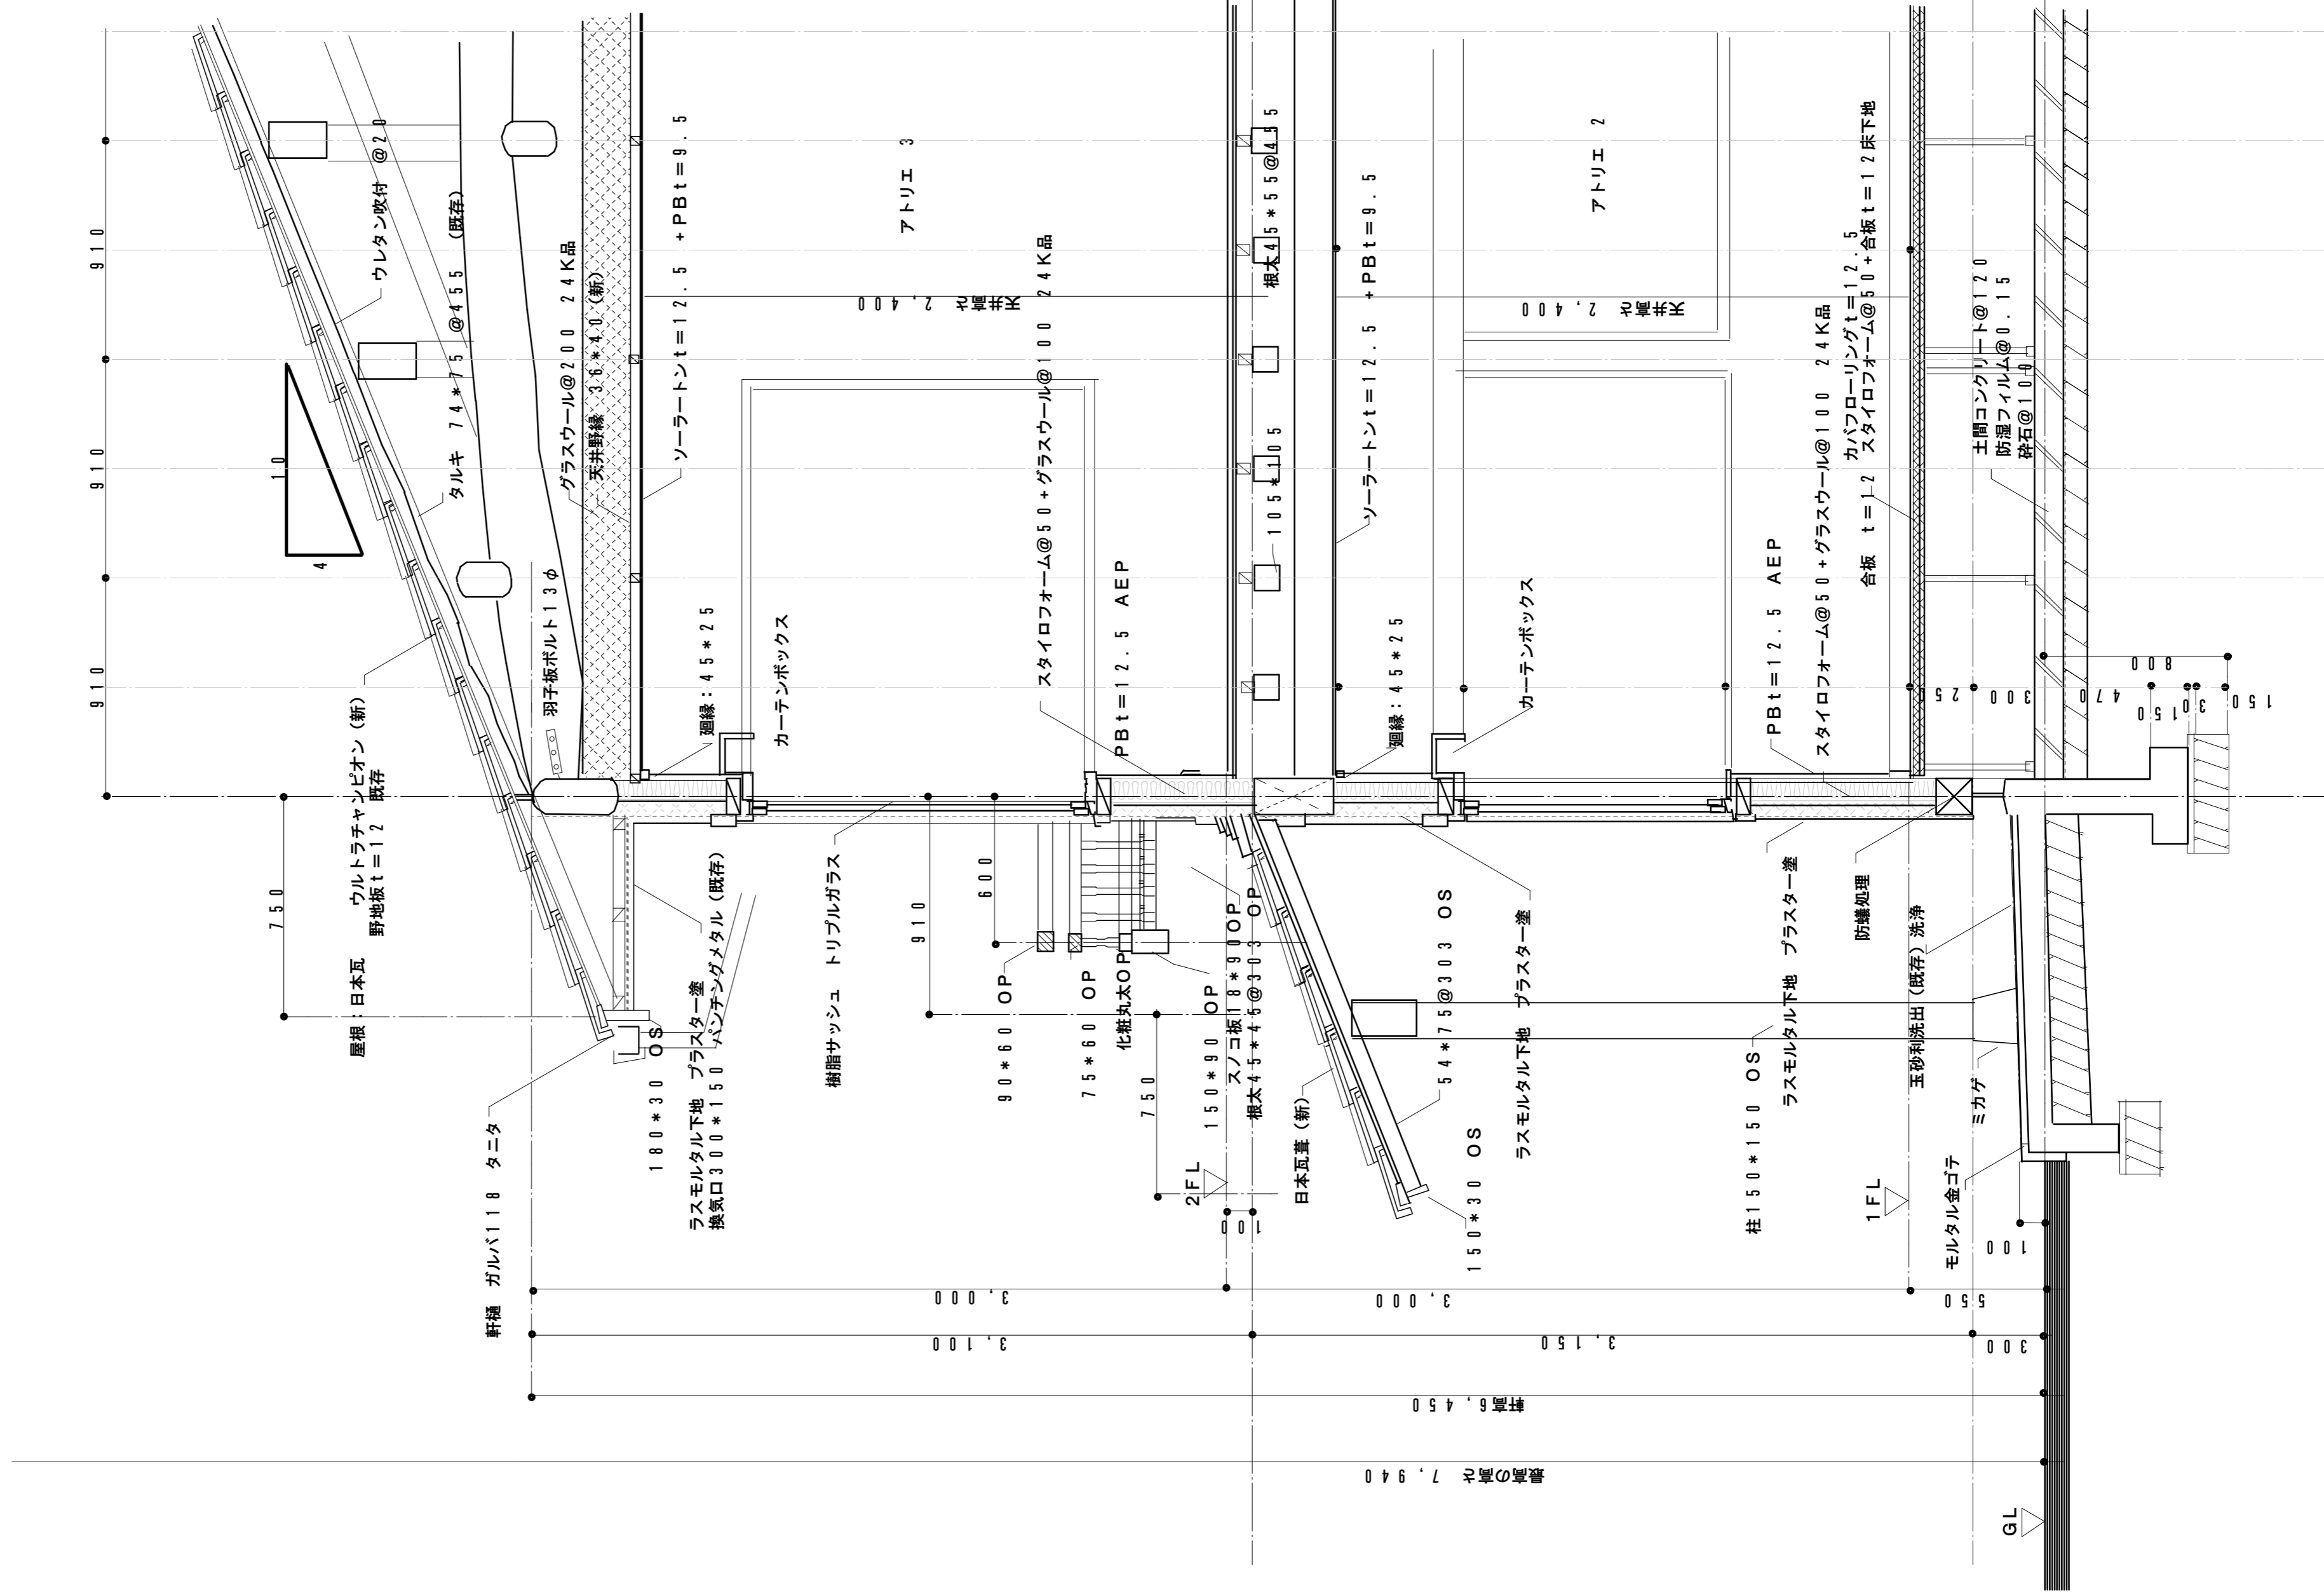 910
910
910
10
4
ウレタン吹付 @20
タルキ 74*75 @455 (既存)
グラスウール@200 24K品
天井野縁 36*40(新)
ソーラートンt=12.5 +PBt=9.5
アトリエ 3
天井高さ 2,400
スタイロフォーム@50+グラスウール@100 24K品
PBt=12.5 AEP
根太45*55@455
105*105
ソーラートンt=12.5 +PBt=9.5
アトリエ 2
天井高さ 2,400
羽子板ボルト13φ
廻縁:45*25
カーテンボックス
廻縁:45*25
カーテンボックス
PBt=12.5 AEP
スタイロフォーム@50+グラスウール@100 24K品
カバフローリングt=12.5
合板 t=12 スタイロフォーム@50+合板t=12床下地
土間コンクリート@120
防湿フィルム@0.15
砕石@100
250
300
470
800
150
30
150
750
屋根:日本瓦 ウルトラチャンピオン(新)
野地板t=12 既存
軒樋 ガルバ118 タニタ
180*30 OS
ラスモルタル下地 プラスター塗
換気口300*150 パンチングメタル(既存)
樹脂サッシュ トリプルガラス
910
600
90*60 OP
75*60 OP
化粧丸太OP
750
150*90 OP
スノコ板18*90OP
根太45*45@303 OP
2FL
100
日本瓦葺(新)
54*75@303 OS
150*30 OS
ラスモルタル下地 プラスター塗
柱150*150 OS
ラスモルタル下地 プラスター塗
防蟻処理
玉砂利洗出(既存)洗浄
ミカゲ
モルタル金ゴテ
1FL
100
3,000
3,000
550
3,100
3,150
300
軒高6,450
最高の高さ 7,940
GL